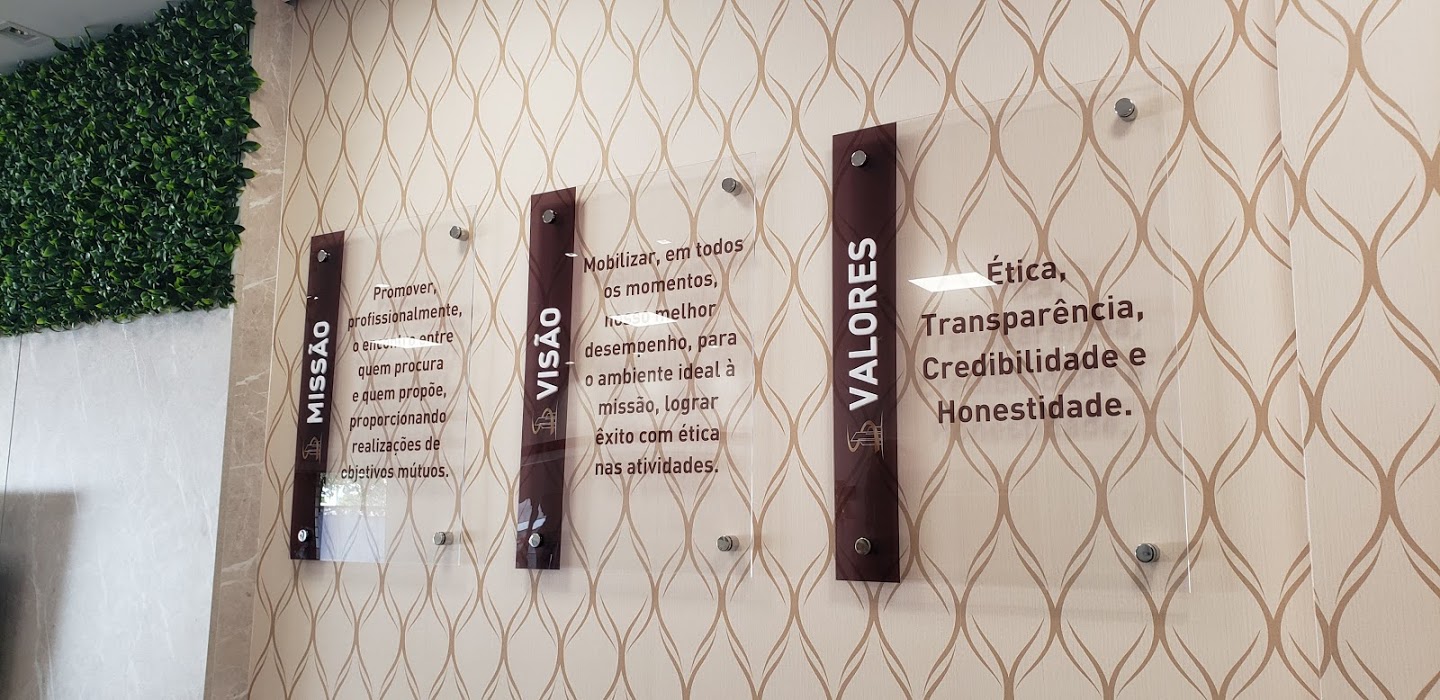 MISSÃO
Promover,
profissionalmente,
o encontro entre
quem procura
e quem propõe,
proporcionando
realizações de
objetivos mútuos.
VISÃO
Mobilizar, em todos
os momentos,
nosso melhor
desempenho, para
o ambiente ideal à
missão, lograr
êxito com ética
nas atividades.
VALORES
Ética,
Transparência,
Credibilidade e
Honestidade.